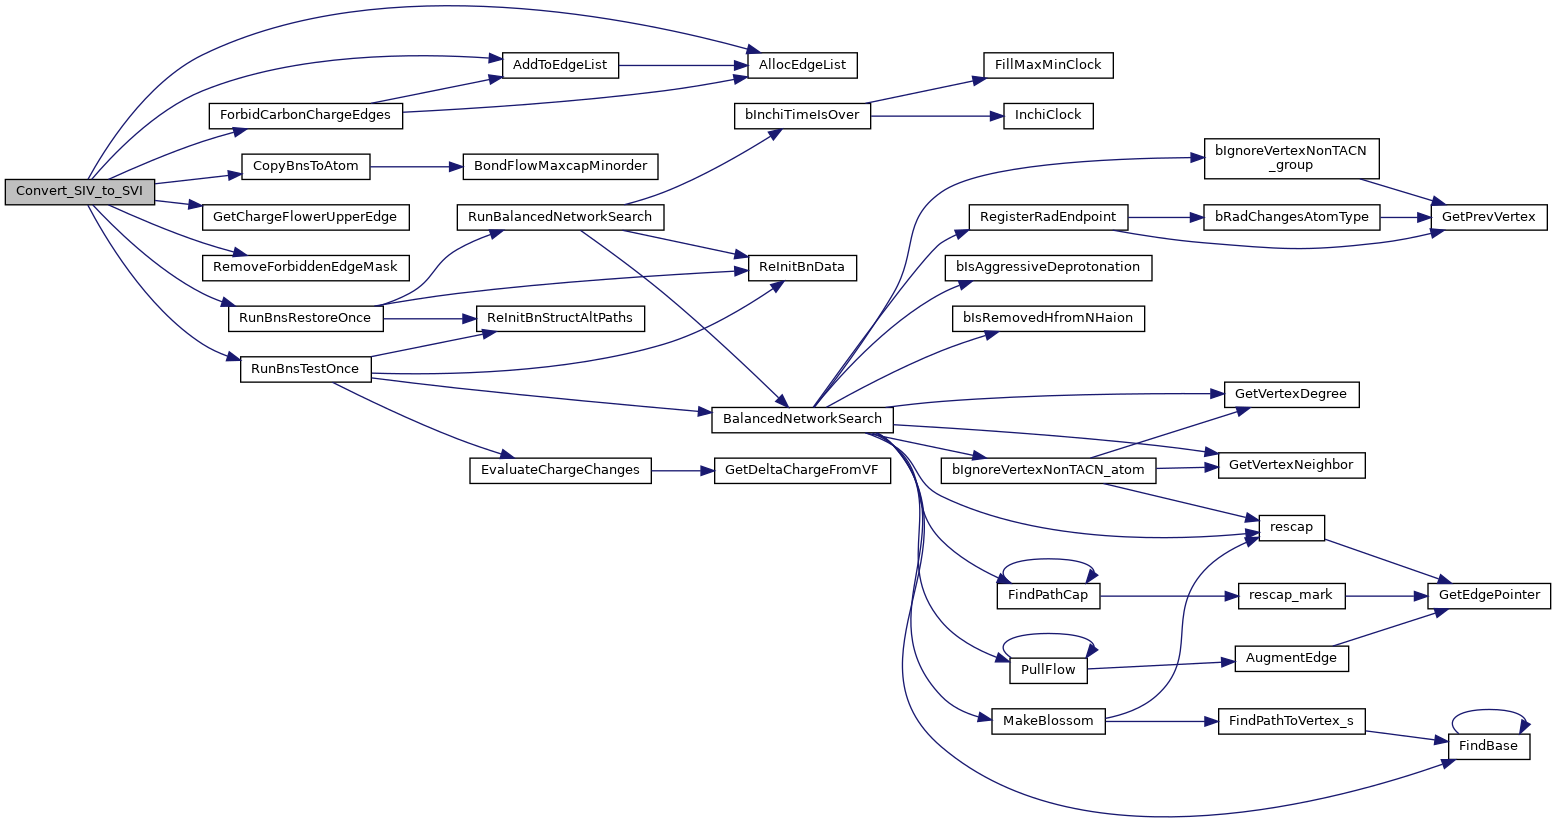 Convert_SIV_to_SVI
AddToEdgeList
AllocEdgeList
ForbidCarbonChargeEdges
CopyBnsToAtom
BondFlowMaxcapMinorder
GetChargeFlowerUpperEdge
RemoveForbiddenEdgeMask
RunBnsRestoreOnce
RunBnsTestOnce
RunBalancedNetworkSearch
ReInitBnStructAltPaths
ReInitBnData
EvaluateChargeChanges
GetDeltaChargeFromVF
bInchiTimeIsOver
FillMaxMinClock
InchiClock
BalancedNetworkSearch
bIgnoreVertexNonTACN
_group
RegisterRadEndpoint
bRadChangesAtomType
GetPrevVertex
bIsAggressiveDeprotonation
bIsRemovedHfromNHaion
GetVertexDegree
bIgnoreVertexNonTACN_atom
GetVertexNeighbor
rescap
FindPathCap
rescap_mark
GetEdgePointer
PullFlow
AugmentEdge
MakeBlossom
FindPathToVertex_s
FindBase